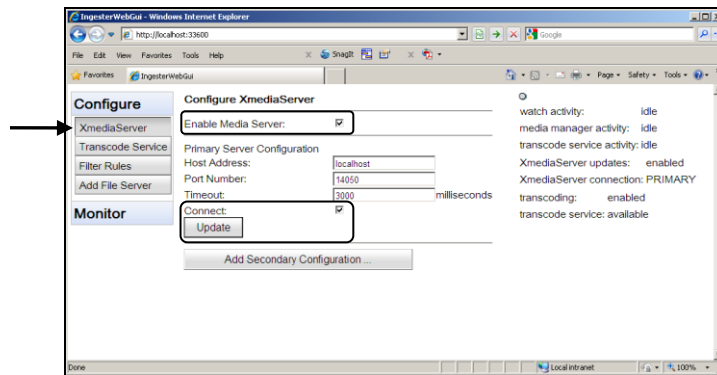 IngesterWebGui - Windows Internet Explorer
http://localhost:33600
Google
File Edit View Favorites Tools Help
SnagIt
Favorites IngesterWebGui
Page Safety Tools
Configure
XmediaServer
Transcode Service
Filter Rules
Add File Server
Monitor
Configure XmediaServer
Enable Media Server:
Primary Server Configuration
Host Address: localhost
Port Number: 14050
Timeout: 3000 milliseconds
Connect:
Update
Add Secondary Configuration ...
watch activity: idle
media manager activity: idle
transcode service activity: idle
XmediaServer updates: enabled
XmediaServer connection: PRIMARY
transcoding: enabled
transcode service: available
Done
Local intranet
100%